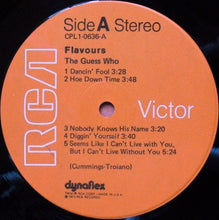 Side A Stereo
CPL1-0636-A
Flavours
The Guess Who
1 Dancin' Fool 3:28
2 Hoe Down Time 3:48
RCA
Victor
3 Nobody Knows His Name 3:20
4 Diggin' Yourself 3:40
5 Seems Like I Can't Live with You,
But I Can't Live Without You 5:24
(Cummings-Troiano)
dynaflex